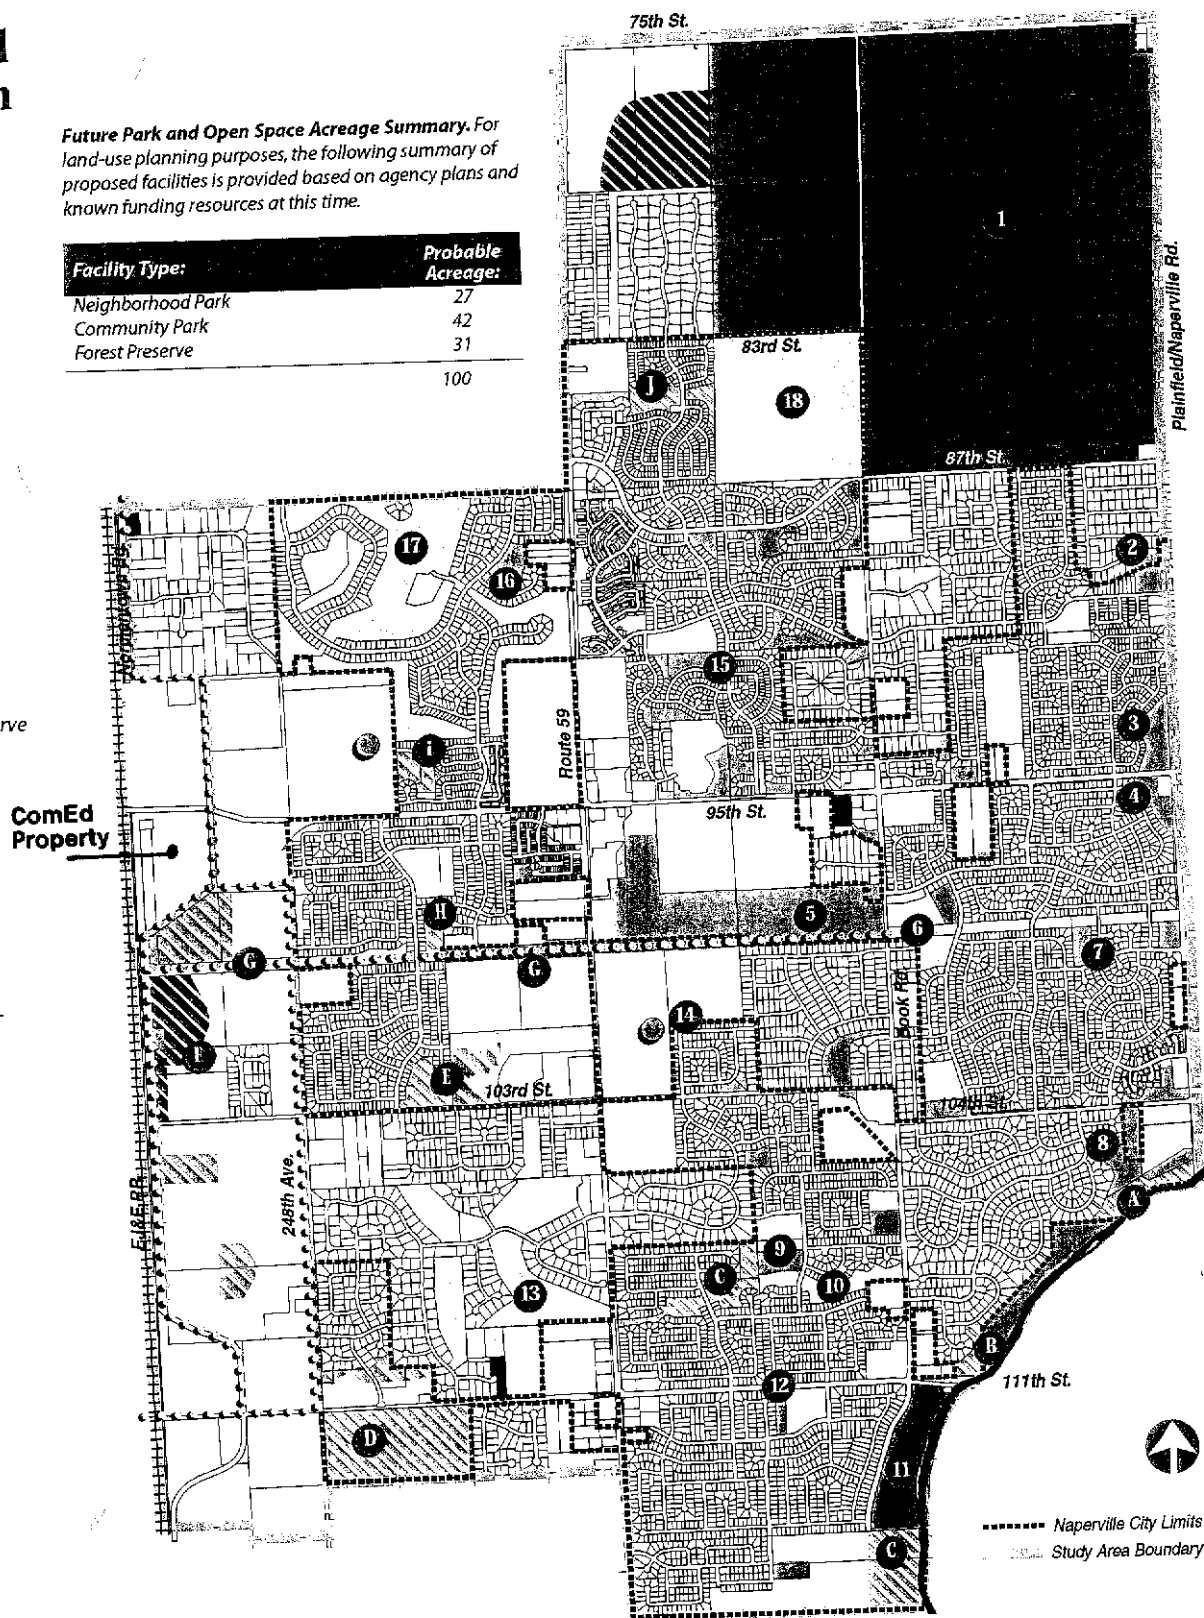 75th St.
Future Park and Open Space Acreage Summary. For
land-use planning purposes, the following summary of
proposed facilities is provided based on agency plans and
known funding resources at this time.
Facility Type: Probable Acreage:
Neighborhood Park 27
Community Park 42
Forest Preserve 31
100
1
Plainfield/Naperville Rd.
83rd St.
J
18
87th St.
17
16
2
15
3
rve
Route 59
i
4
95th St.
ComEd
Property
H
5
6
7
G
G
14
Book Rd.
F
E
103rd St.
104th St.
8
A
EJ&E RR
248th Ave.
9
C
10
13
B
111th St.
12
D
11
C
Naperville City Limits
Study Area Boundary